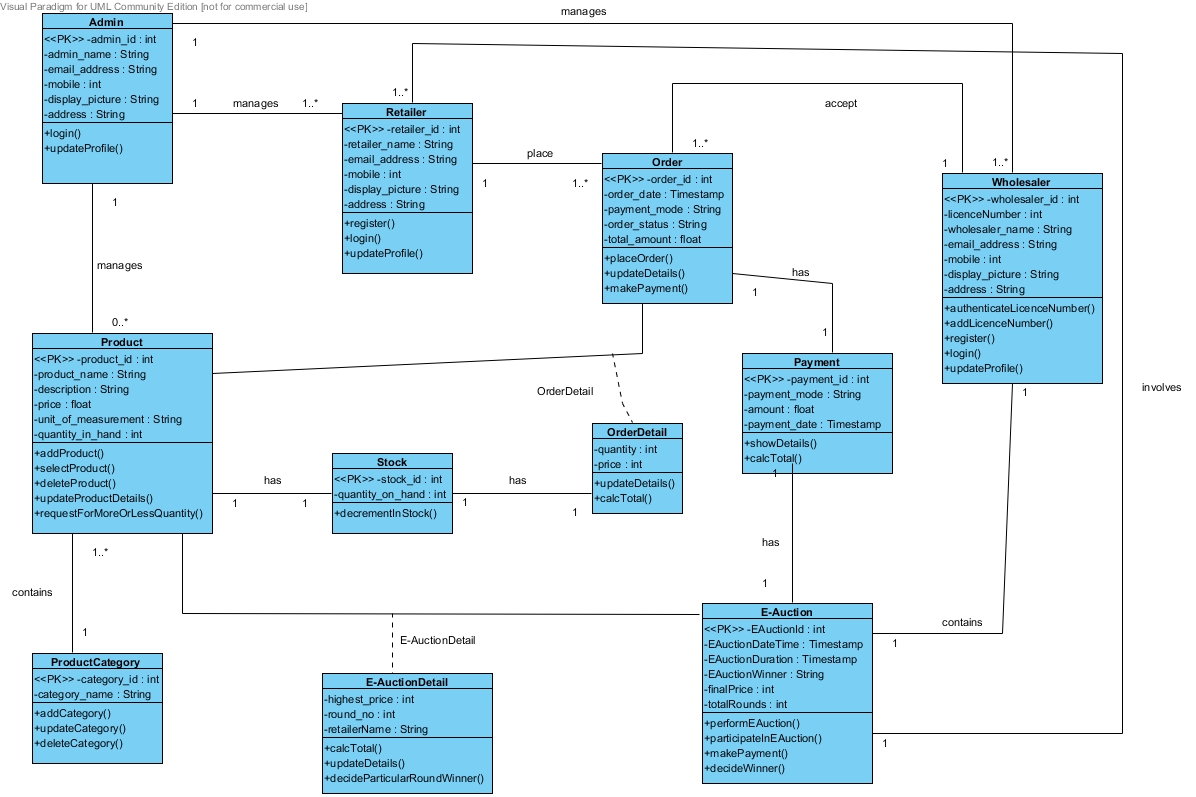 Visual Paradigm for UML Community Edition [not for commercial use]
manages
Admin
<<PK>> -admin_id : int
-admin_name : String
-email_address : String
-mobile : int
-display_picture : String
-address : String
+login()
+updateProfile()
1
1
manages
1..*
1..*
Retailer
<<PK>> -retailer_id : int
-retailer_name : String
-email_address : String
-mobile : int
-display_picture : String
-address : String
+register()
+login()
+updateProfile()
place
1
1..*
accept
1..*
1
1..*
Order
<<PK>> -order_id : int
-order_date : Timestamp
-payment_mode : String
-order_status : String
-total_amount : float
+placeOrder()
+updateDetails()
+makePayment()
Wholesaler
<<PK>> -wholesaler_id : int
-licenceNumber : int
-wholesaler_name : String
-email_address : String
-mobile : int
-display_picture : String
-address : String
+authenticateLicenceNumber()
+addLicenceNumber()
+register()
+login()
+updateProfile()
1
manages
0..*
has
1
1
1
involves
Product
<<PK>> -product_id : int
-product_name : String
-description : String
-price : float
-unit_of_measurement : String
-quantity_in_hand : int
+addProduct()
+selectProduct()
+deleteProduct()
+updateProductDetails()
+requestForMoreOrLessQuantity()
Payment
<<PK>> -payment_id : int
-payment_mode : String
-amount : float
-payment_date : Timestamp
+showDetails()
+calcTotal()
1
OrderDetail
OrderDetail
-quantity : int
-price : int
+updateDetails()
+calcTotal()
has
1
1
Stock
<<PK>> -stock_id : int
-quantity_on_hand : int
+decrementInStock()
has
1
1
has
1
1..*
contains
1
ProductCategory
<<PK>> -category_id : int
-category_name : String
+addCategory()
+updateCategory()
+deleteCategory()
E-AuctionDetail
E-AuctionDetail
-highest_price : int
-round_no : int
-retailerName : String
+calcTotal()
+updateDetails()
+decideParticularRoundWinner()
E-Auction
<<PK>> -EAuctionId : int
-EAuctionDateTime : Timestamp
-EAuctionDuration : Timestamp
-EAuctionWinner : String
-finalPrice : int
-totalRounds : int
+performEAuction()
+participateInEAuction()
+makePayment()
+decideWinner()
contains
1
1